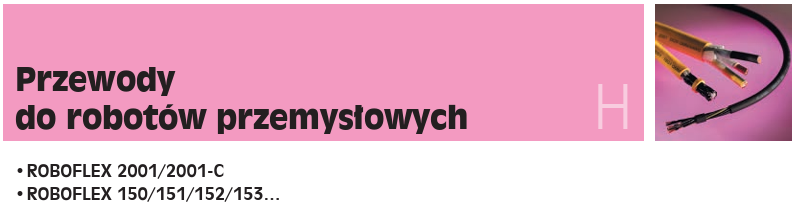 Przewody
do robotów przemysłowych
H
• ROBOFLEX 2001/2001-C
• ROBOFLEX 150/151/152/153...